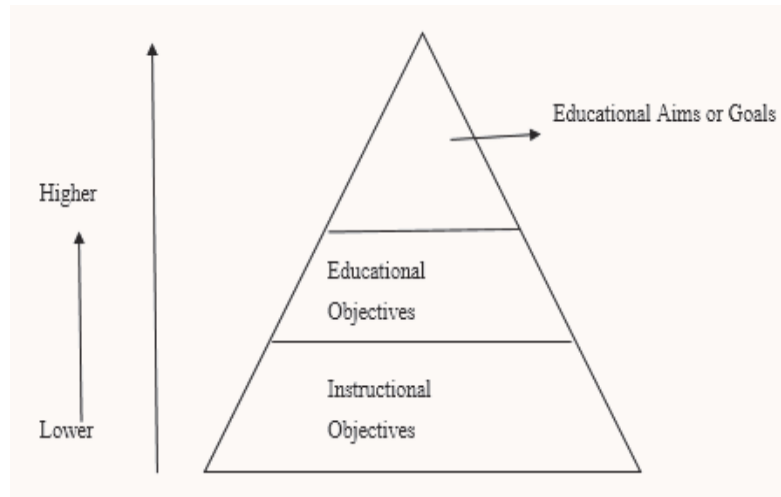 Educational Aims or Goals
Higher
Educational
Objectives
Instructional
Objectives
Lower